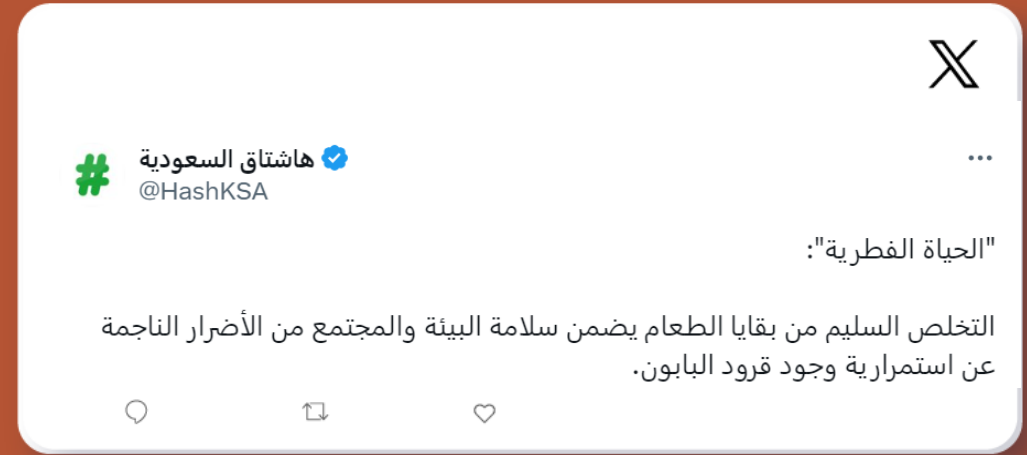 هاشتاق السعودية
@HashKSA
"الحياة الفطرية":
التخلص السليم من بقايا الطعام يضمن سلامة البيئة والمجتمع من الأضرار الناجمة
عن استمرارية وجود قرود البابون.